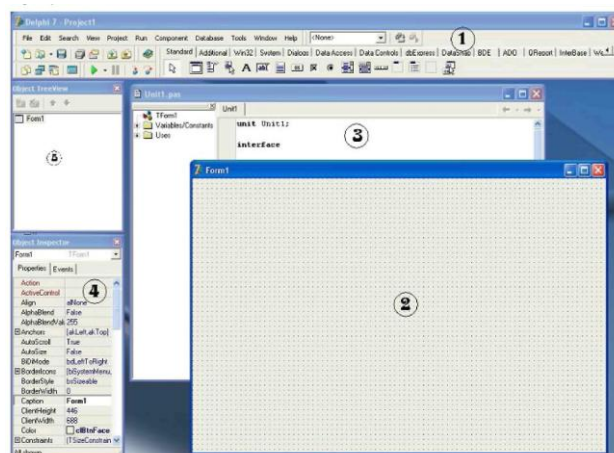 Delphi 7 - Project1
File Edit Search View Project Run Component Database Tools Window Help <None>
1
Standard Additional Win32 System Dialogs Data Access Data Controls dbExpress DataSnap BDE ADO QReport InterBase
Object TreeView
Form1
5
Unit1.pas
TForm1
Variables/Constants
Uses
Unit1
unit Unit1;
interface
3
7 Form1
2
Object Inspector
Form1 TForm1
Properties Events
4
Action
ActiveControl
Align alNone
AlphaBlend False
AlphaBlendVal 255
Anchors [akLeft,akTop]
AutoScroll True
AutoSize False
BiDiMode bdLeftToRight
BorderIcons [biSystemMenu,
BorderStyle bsSizeable
BorderWidth 0
Caption Form1
ClientHeight 446
ClientWidth 688
Color clBtnFace
Constraints (TSizeConstrain
All shown